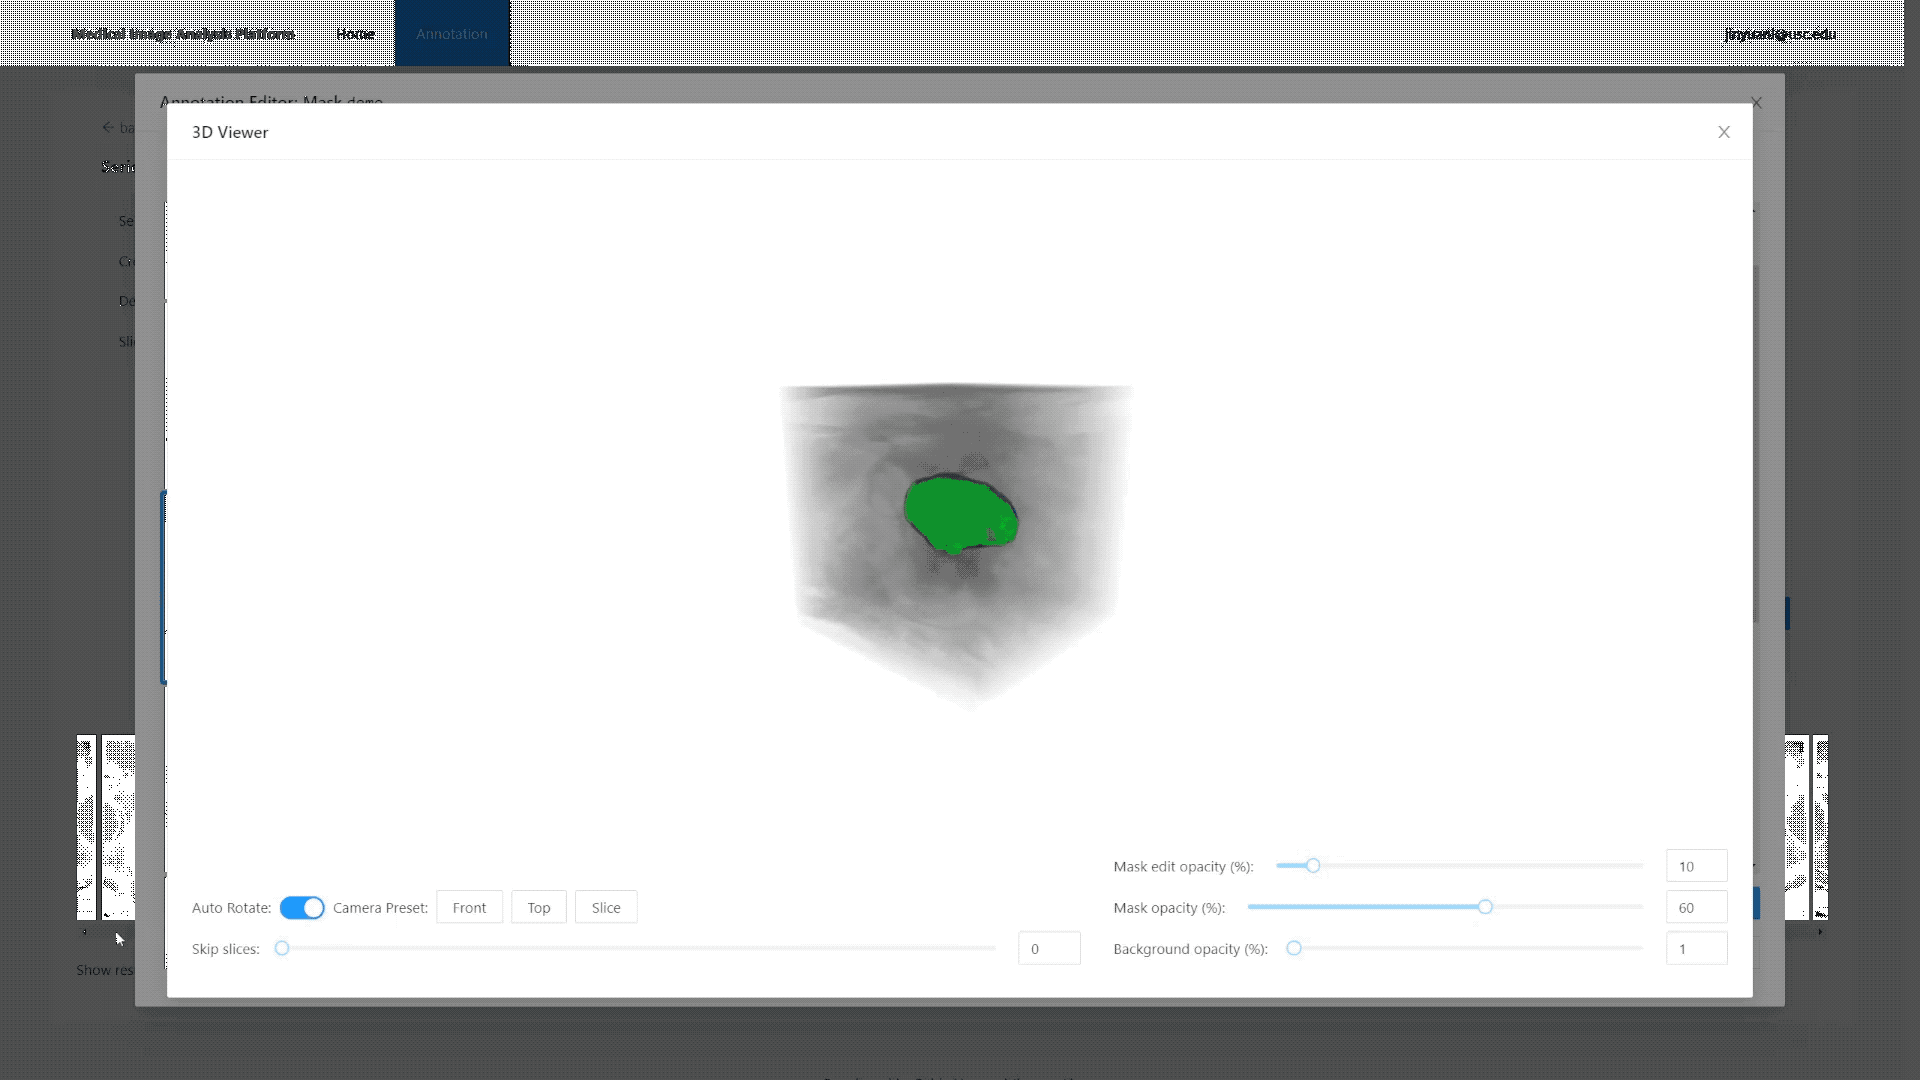 Medical Image Analysis Platform Home Annotation jinyuanl@usc.edu
Annotation Editor: Mask demo
3D Viewer
Mask edit opacity (%): 10
Auto Rotate: Camera Preset: Front Top Slice
Mask opacity (%): 60
Skip slices: 0
Background opacity (%): 1
Show res